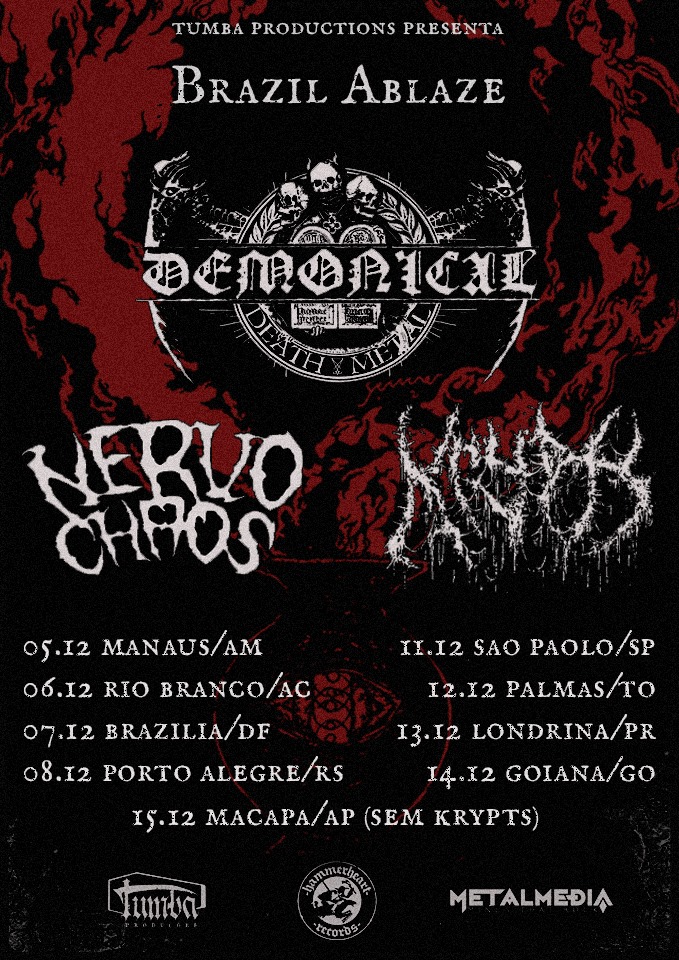 TUMBA PRODUCTIONS PRESENTA
BRAZIL ABLAZE
DEMONICAL
DEATH METAL
NERVO
CHAOS
KRYPTS
05.12 MANAUS/AM
06.12 RIO BRANCO/AC
07.12 BRAZILIA/DF
08.12 PORTO ALEGRE/RS
11.12 SAO PAOLO/SP
12.12 PALMAS/TO
13.12 LONDRINA/PR
14.12 GOIANA/GO
15.12 MACAPA/AP (SEM KRYPTS)
tumba
PRODUÇÕES
hammerheart
records
METALMEDIA